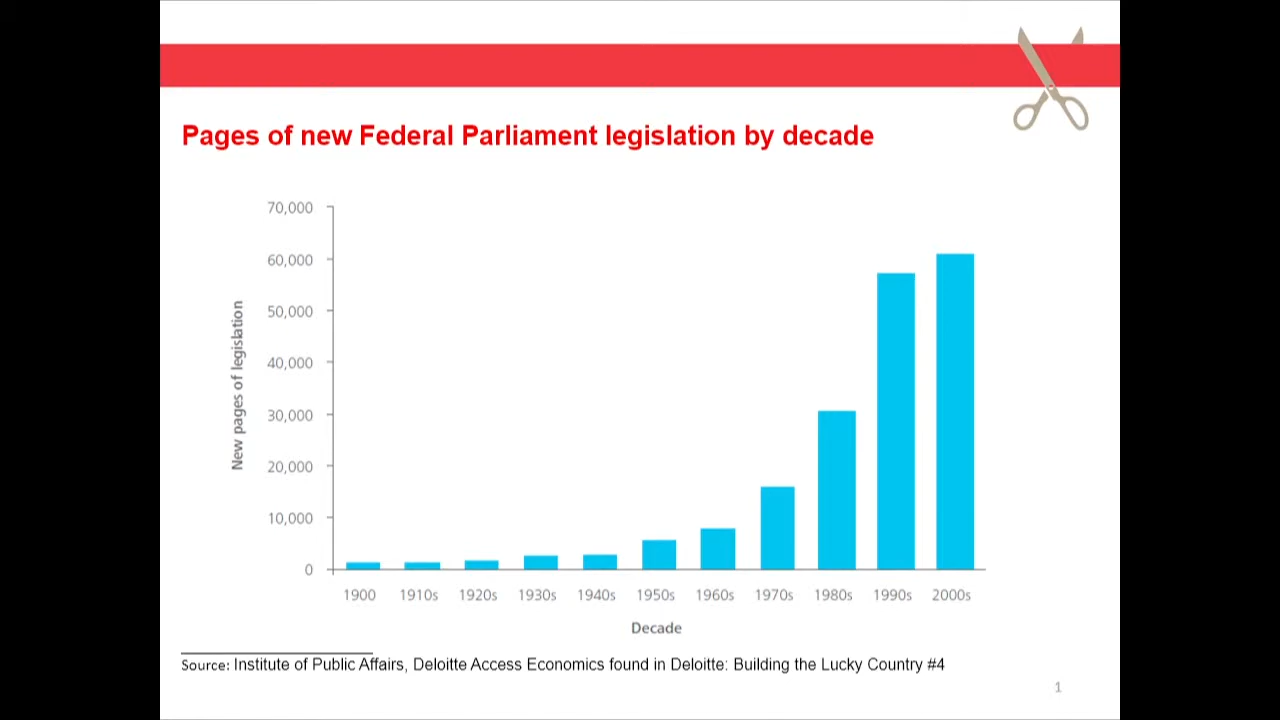 Pages of new Federal Parliament legislation by decade
70,000
60,000
50,000
40,000
30,000
20,000
10,000
0
New pages of legislation
1900 1910s 1920s 1930s 1940s 1950s 1960s 1970s 1980s 1990s 2000s
Decade
Source: Institute of Public Affairs, Deloitte Access Economics found in Deloitte: Building the Lucky Country #4
1